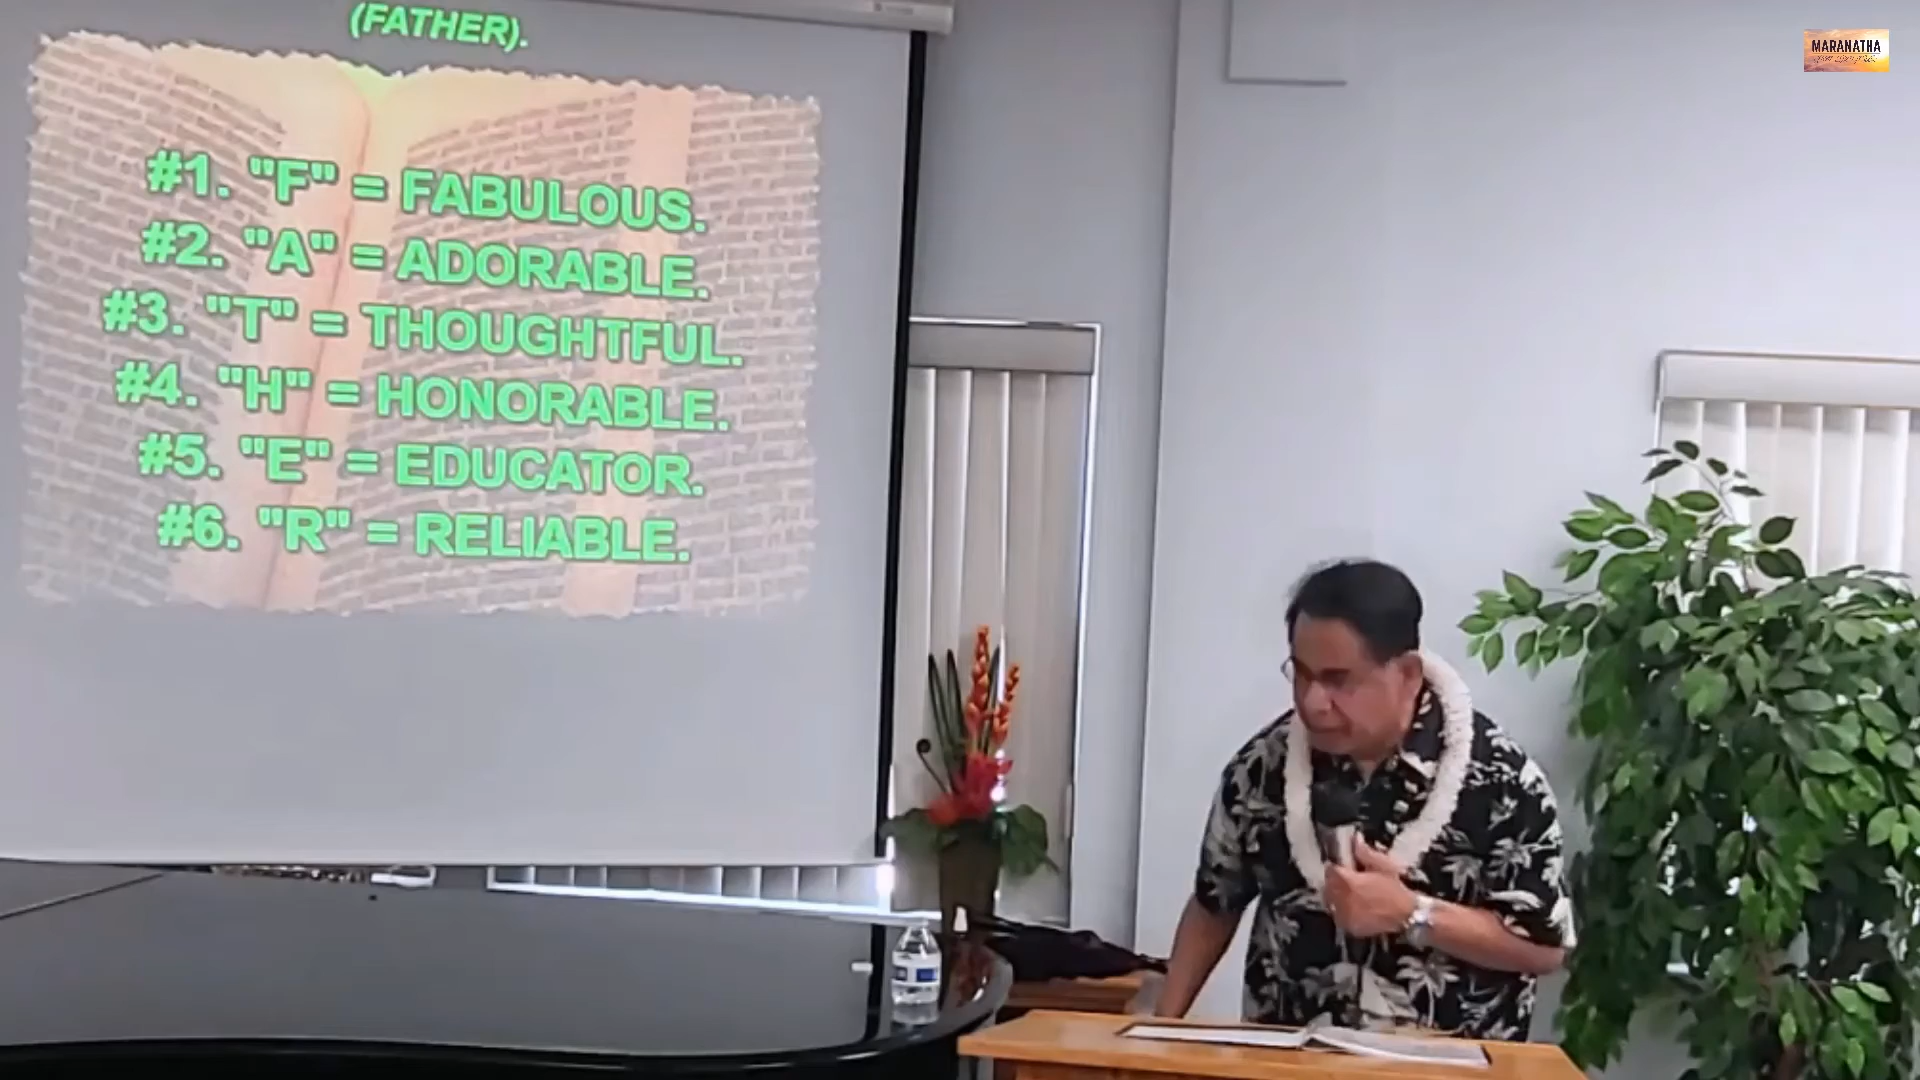 (FATHER).
#1. "F" = FABULOUS.
#2. "A" = ADORABLE.
#3. "T" = THOUGHTFUL.
#4. "H" = HONORABLE.
#5. "E" = EDUCATOR.
#6. "R" = RELIABLE.
MARANATHA